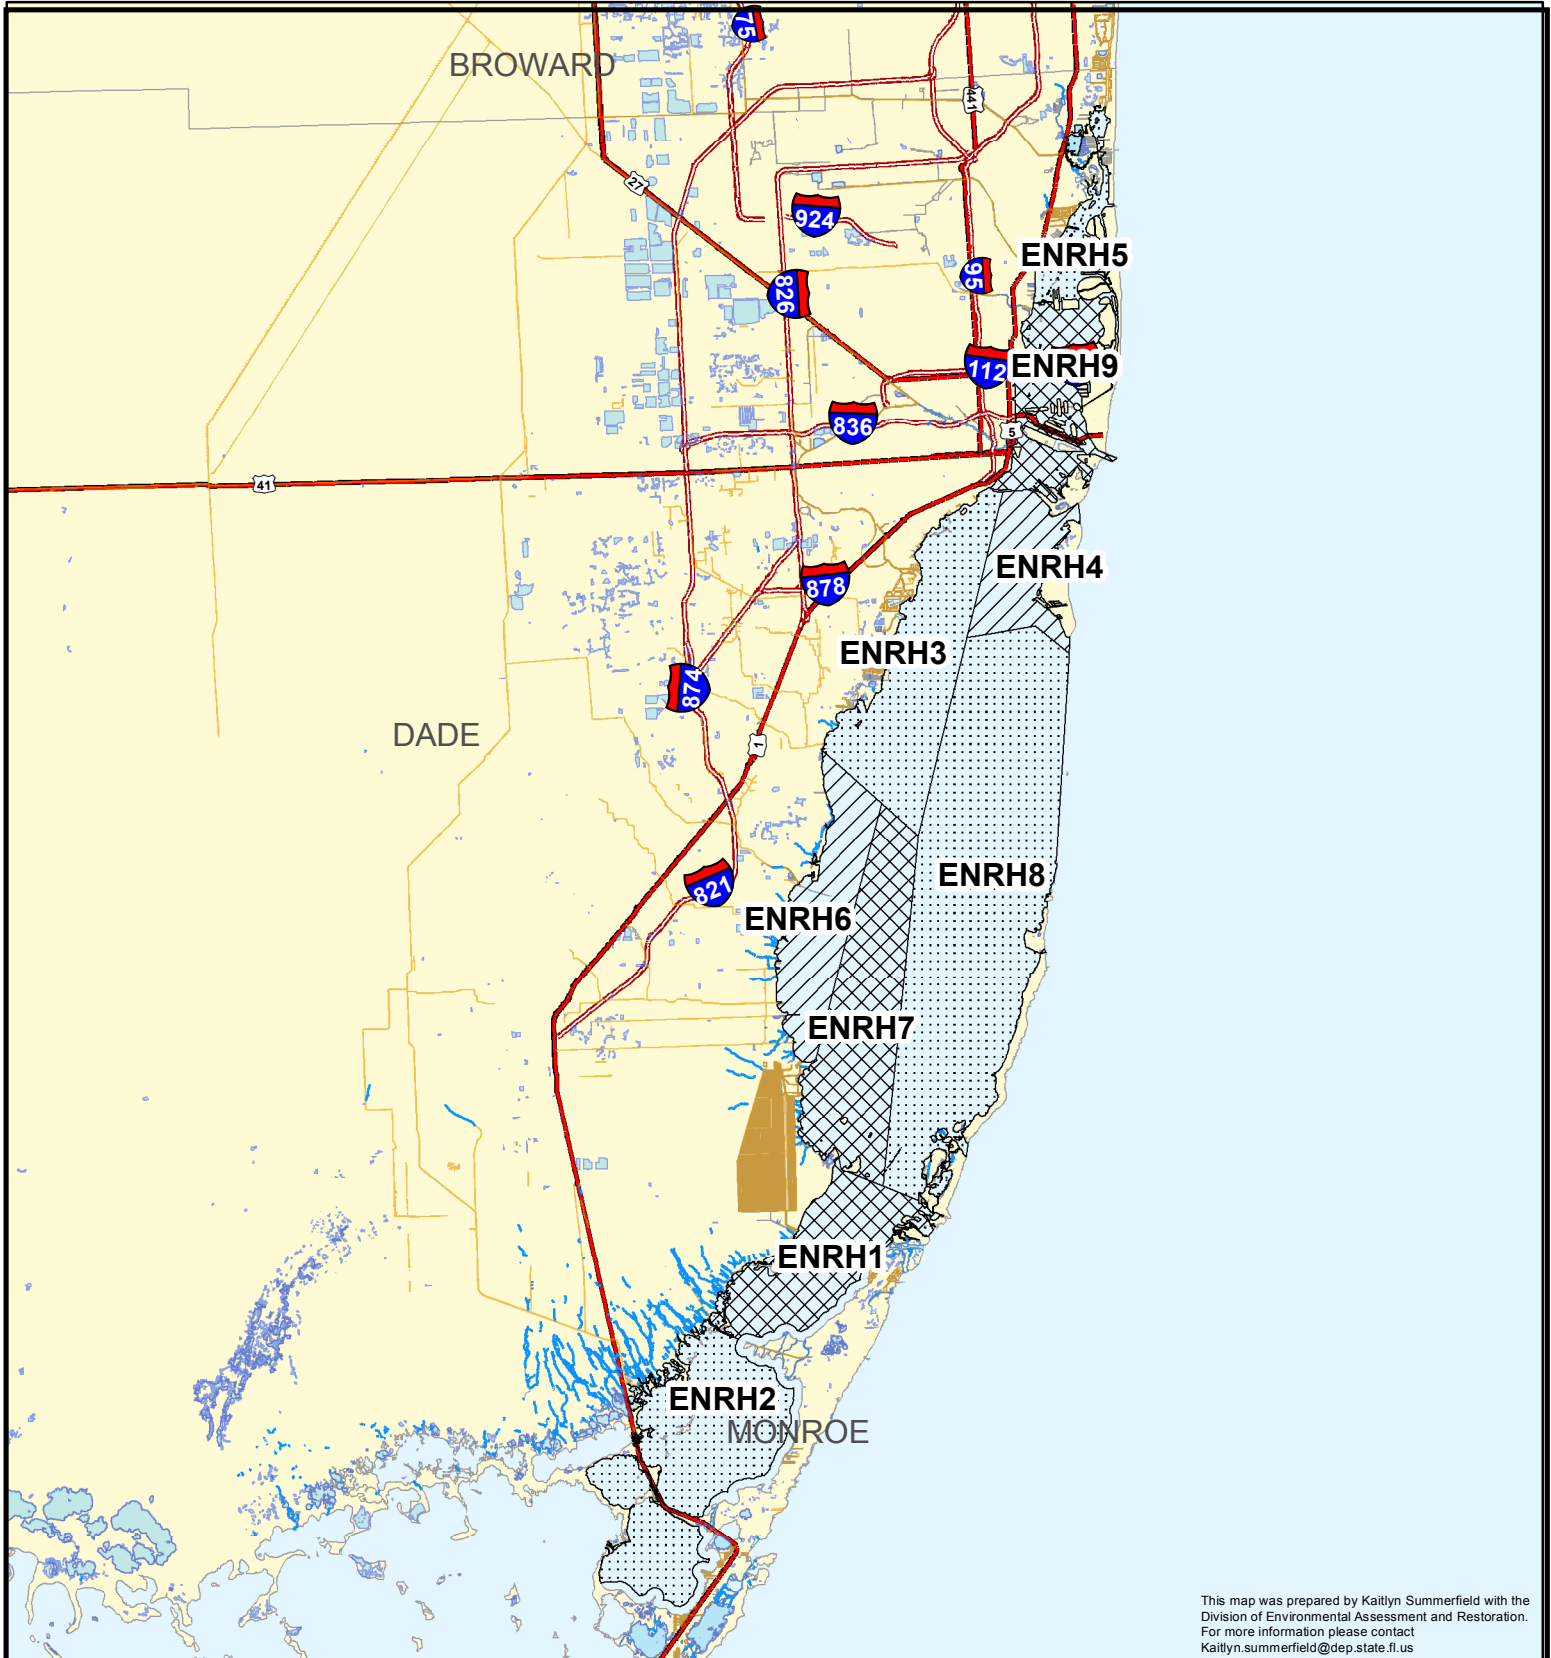 75
BROWARD
441
27
924
ENRH5
95
826
112
ENRH9
836
5
41
ENRH4
878
ENRH3
874
DADE
1
821
ENRH8
ENRH6
ENRH7
ENRH1
ENRH2
MONROE
This map was prepared by Kaitlyn Summerfield with the
Division of Environmental Assessment and Restoration.
For more information please contact
Kaitlyn.summerfield@dep.state.fl.us